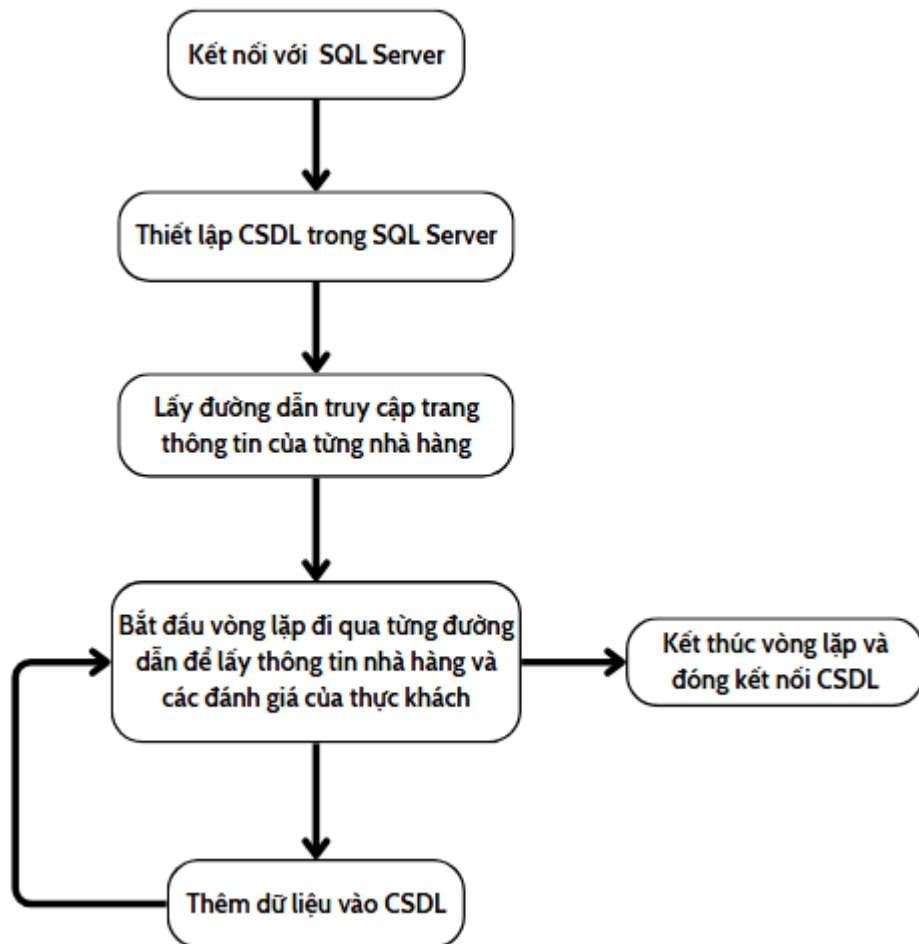 Kết nối với SQL Server
Thiết lập CSDL trong SQL Server
Lấy đường dẫn truy cập trang
thông tin của từng nhà hàng
Bắt đầu vòng lặp đi qua từng đường
dẫn để lấy thông tin nhà hàng và
các đánh giá của thực khách
Kết thúc vòng lặp và
đóng kết nối CSDL
Thêm dữ liệu vào CSDL